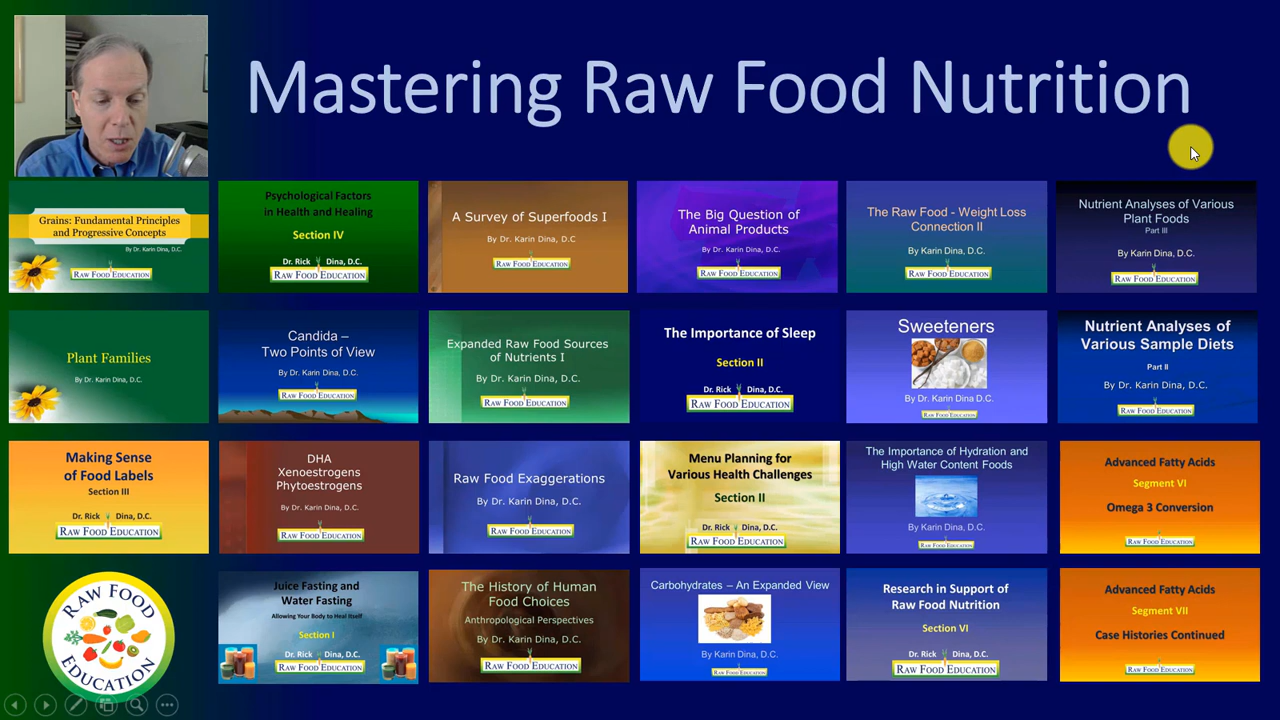 Mastering Raw Food Nutrition
Grains: Fundamental Principles
and Progressive Concepts
By Dr. Karin Dina, D.C.
RAW FOOD EDUCATION
Psychological Factors
in Health and Healing
Section IV
Dr. Rick Dina, D.C.
RAW FOOD EDUCATION
A Survey of Superfoods I
By Dr. Karin Dina, D.C
RAW FOOD EDUCATION
The Big Question of
Animal Products
By Dr. Karin Dina, D.C.
RAW FOOD EDUCATION
The Raw Food - Weight Loss
Connection II
By Karin Dina, D.C.
RAW FOOD EDUCATION
Nutrient Analyses of Various
Plant Foods
Part III
By Karin Dina, D.C.
RAW FOOD EDUCATION
Plant Families
By Dr. Karin Dina, D.C.
Candida –
Two Points of View
By Dr. Karin Dina, D.C.
RAW FOOD EDUCATION
Expanded Raw Food Sources
of Nutrients I
By Dr. Karin Dina, D.C.
RAW FOOD EDUCATION
The Importance of Sleep
Section II
Dr. Rick Dina, D.C.
RAW FOOD EDUCATION
Sweeteners
By Dr. Karin Dina D.C.
RAW FOOD EDUCATION
Nutrient Analyses of
Various Sample Diets
Part II
By Dr. Karin Dina, D.C.
RAW FOOD EDUCATION
Making Sense
of Food Labels
Section III
Dr. Rick Dina, D.C.
RAW FOOD EDUCATION
DHA
Xenoestrogens
Phytoestrogens
By Dr. Karin Dina, D.C.
RAW FOOD EDUCATION
Raw Food Exaggerations
By Dr. Karin Dina, D.C.
RAW FOOD EDUCATION
Menu Planning for
Various Health Challenges
Section II
Dr. Rick Dina, D.C.
RAW FOOD EDUCATION
The Importance of Hydration and
High Water Content Foods
By Dr. Karin Dina, D.C.
RAW FOOD EDUCATION
Advanced Fatty Acids
Segment VI
Omega 3 Conversion
RAW FOOD EDUCATION
RAW FOOD
EDUCATION
Juice Fasting and
Water Fasting
Allowing Your Body to Heal Itself
Section I
Dr. Rick Dina, D.C.
RAW FOOD EDUCATION
The History of Human
Food Choices
Anthropological Perspectives
By Dr. Karin Dina, D.C.
RAW FOOD EDUCATION
Carbohydrates – An Expanded View
By Dr. Karin Dina, D.C.
RAW FOOD EDUCATION
Research in Support of
Raw Food Nutrition
Section VI
Dr. Rick Dina, D.C.
RAW FOOD EDUCATION
Advanced Fatty Acids
Segment VII
Case Histories Continued
RAW FOOD EDUCATION